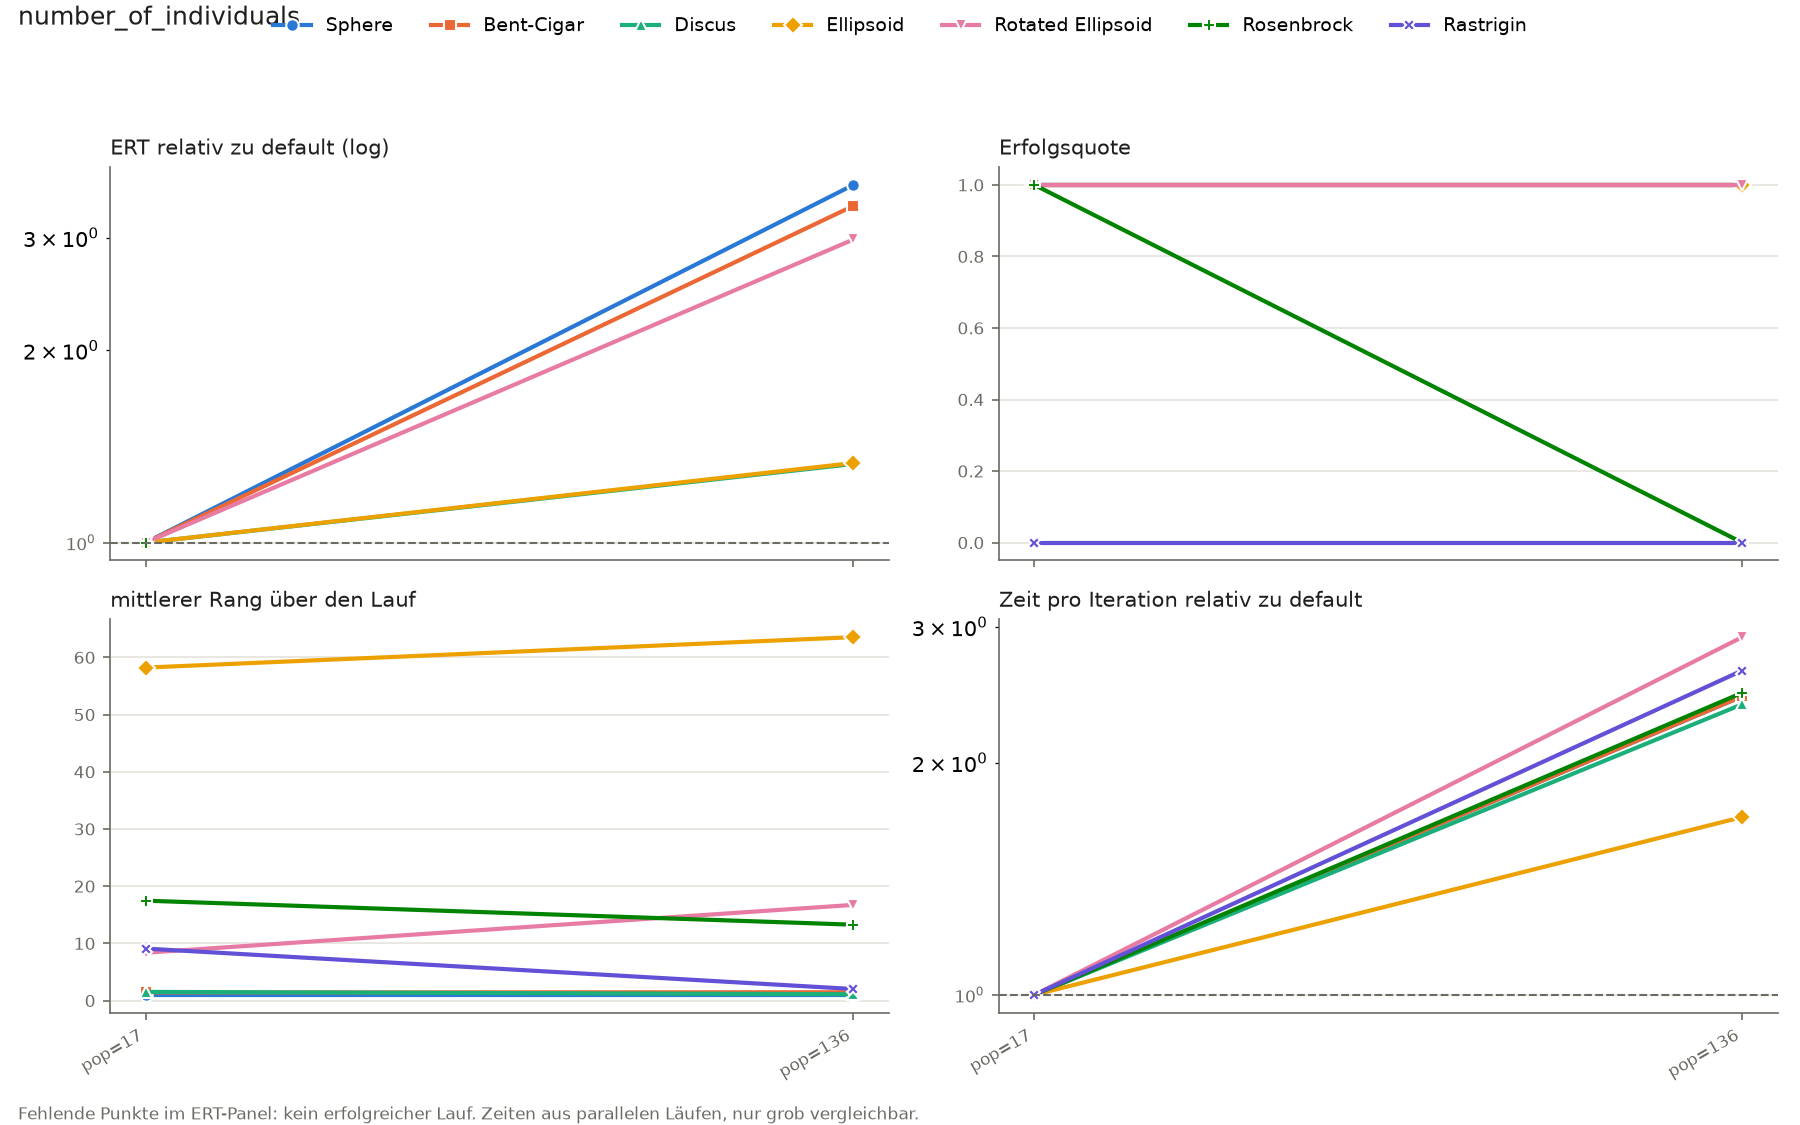 number_of_individuals
Sphere Bent-Cigar Discus Ellipsoid Rotated Ellipsoid Rosenbrock Rastrigin
ERT relativ zu default (log)
3 × 10⁰
2 × 10⁰
10⁰
Erfolgsquote
1.0
0.8
0.6
0.4
0.2
0.0
mittlerer Rang über den Lauf
60
50
40
30
20
10
0
pop=17
pop=136
Zeit pro Iteration relativ zu default
3 × 10⁰
2 × 10⁰
10⁰
pop=17
pop=136
Fehlende Punkte im ERT-Panel: kein erfolgreicher Lauf. Zeiten aus parallelen Läufen, nur grob vergleichbar.